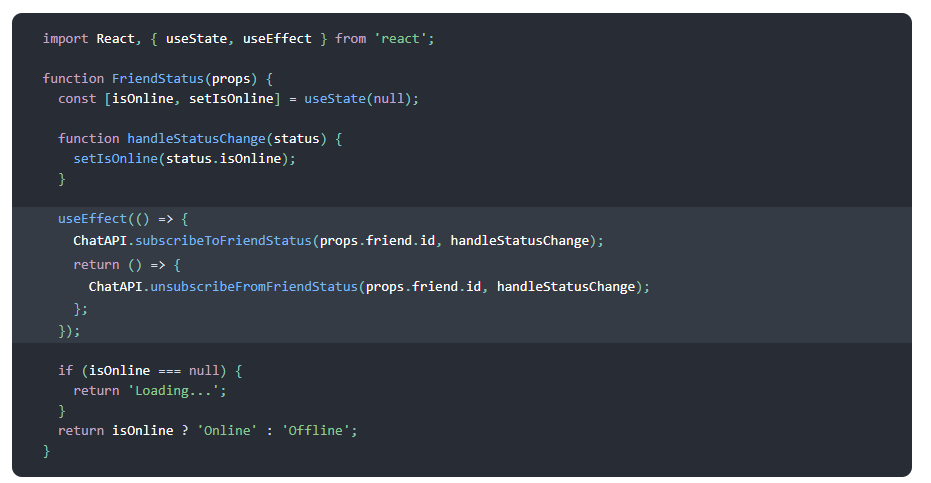 import React, { useState, useEffect } from 'react';
function FriendStatus(props) {
const [isOnline, setIsOnline] = useState(null);
function handleStatusChange(status) {
setIsOnline(status.isOnline);
}
useEffect(() => {
ChatAPI.subscribeToFriendStatus(props.friend.id, handleStatusChange);
return () => {
ChatAPI.unsubscribeFromFriendStatus(props.friend.id, handleStatusChange);
};
});
if (isOnline === null) {
return 'Loading...';
}
return isOnline ? 'Online' : 'Offline';
}